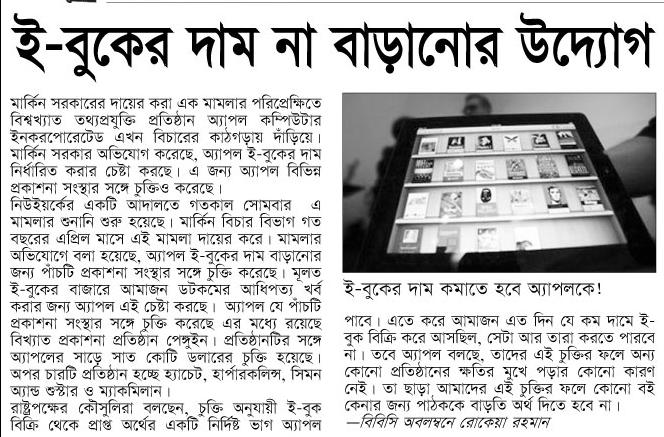 ই-বুকের দাম না বাড়ানোর উদ্যোগ
মার্কিন সরকারের দায়ের করা এক মামলার পরিপ্রেক্ষিতে
বিশ্বখ্যাত তথ্যপ্রযুক্তি প্রতিষ্ঠান অ্যাপল কম্পিউটার
ইনকরপোরেটেড এখন বিচারের কাঠগড়ায় দাঁড়িয়ে।
মার্কিন সরকার অভিযোগ করেছে, অ্যাপল ই-বুকের দাম
নির্ধারিত করার চেষ্টা করছে। এ জন্য অ্যাপল বিভিন্ন
প্রকাশনা সংস্থার সঙ্গে চুক্তিও করেছে।
নিউইয়র্কের একটি আদালতে গতকাল সোমবার এ
মামলার শুনানি শুরু হয়েছে। মার্কিন বিচার বিভাগ গত
বছরের এপ্রিল মাসে এই মামলা দায়ের করে। মামলার
অভিযোগে বলা হয়েছে, অ্যাপল ই-বুকের দাম বাড়ানোর
জন্য পাঁচটি প্রকাশনা সংস্থার সঙ্গে চুক্তি করেছে। মূলত
ই-বুকের বাজারে আমাজন ডটকমের আধিপত্য খর্ব
করার জন্য অ্যাপল এই চেষ্টা করছে। অ্যাপল যে পাঁচটি
প্রকাশনা সংস্থার সঙ্গে চুক্তি করেছে এর মধ্যে রয়েছে
বিখ্যাত প্রকাশনা প্রতিষ্ঠান পেঙ্গুইন। প্রতিষ্ঠানটির সঙ্গে
অ্যাপলের সাড়ে সাত কোটি ডলারের চুক্তি হয়েছে।
অপর চারটি প্রতিষ্ঠান হচ্ছে হ্যাচেট, হার্পারকলিন্স, সিমন
অ্যান্ড শুস্টার ও ম্যাকমিলান।
রাষ্ট্রপক্ষের কৌসুলিরা বলছেন, চুক্তি অনুযায়ী ই-বুক
বিক্রি থেকে প্রাপ্ত অর্থের একটি নির্দিষ্ট ভাগ অ্যাপল
ই-বুকের দাম কমাতে হবে অ্যাপলকে!
পাবে। এতে করে আমাজন এত দিন যে কম দামে ই-
বুক বিক্রি করে আসছিল, সেটা আর তারা করতে পারবে
না। তবে অ্যাপল বলছে, তাদের এই চুক্তির ফলে অন্য
কোনো প্রতিষ্ঠানের ক্ষতির মুখে পড়ার কোনো কারণ
নেই। তা ছাড়া আমাদের এই চুক্তির ফলে কোনো বই
কেনার জন্য পাঠককে বাড়তি অর্থ দিতে হবে না।
—বিবিসি অবলম্বনে রোকেয়া রহমান